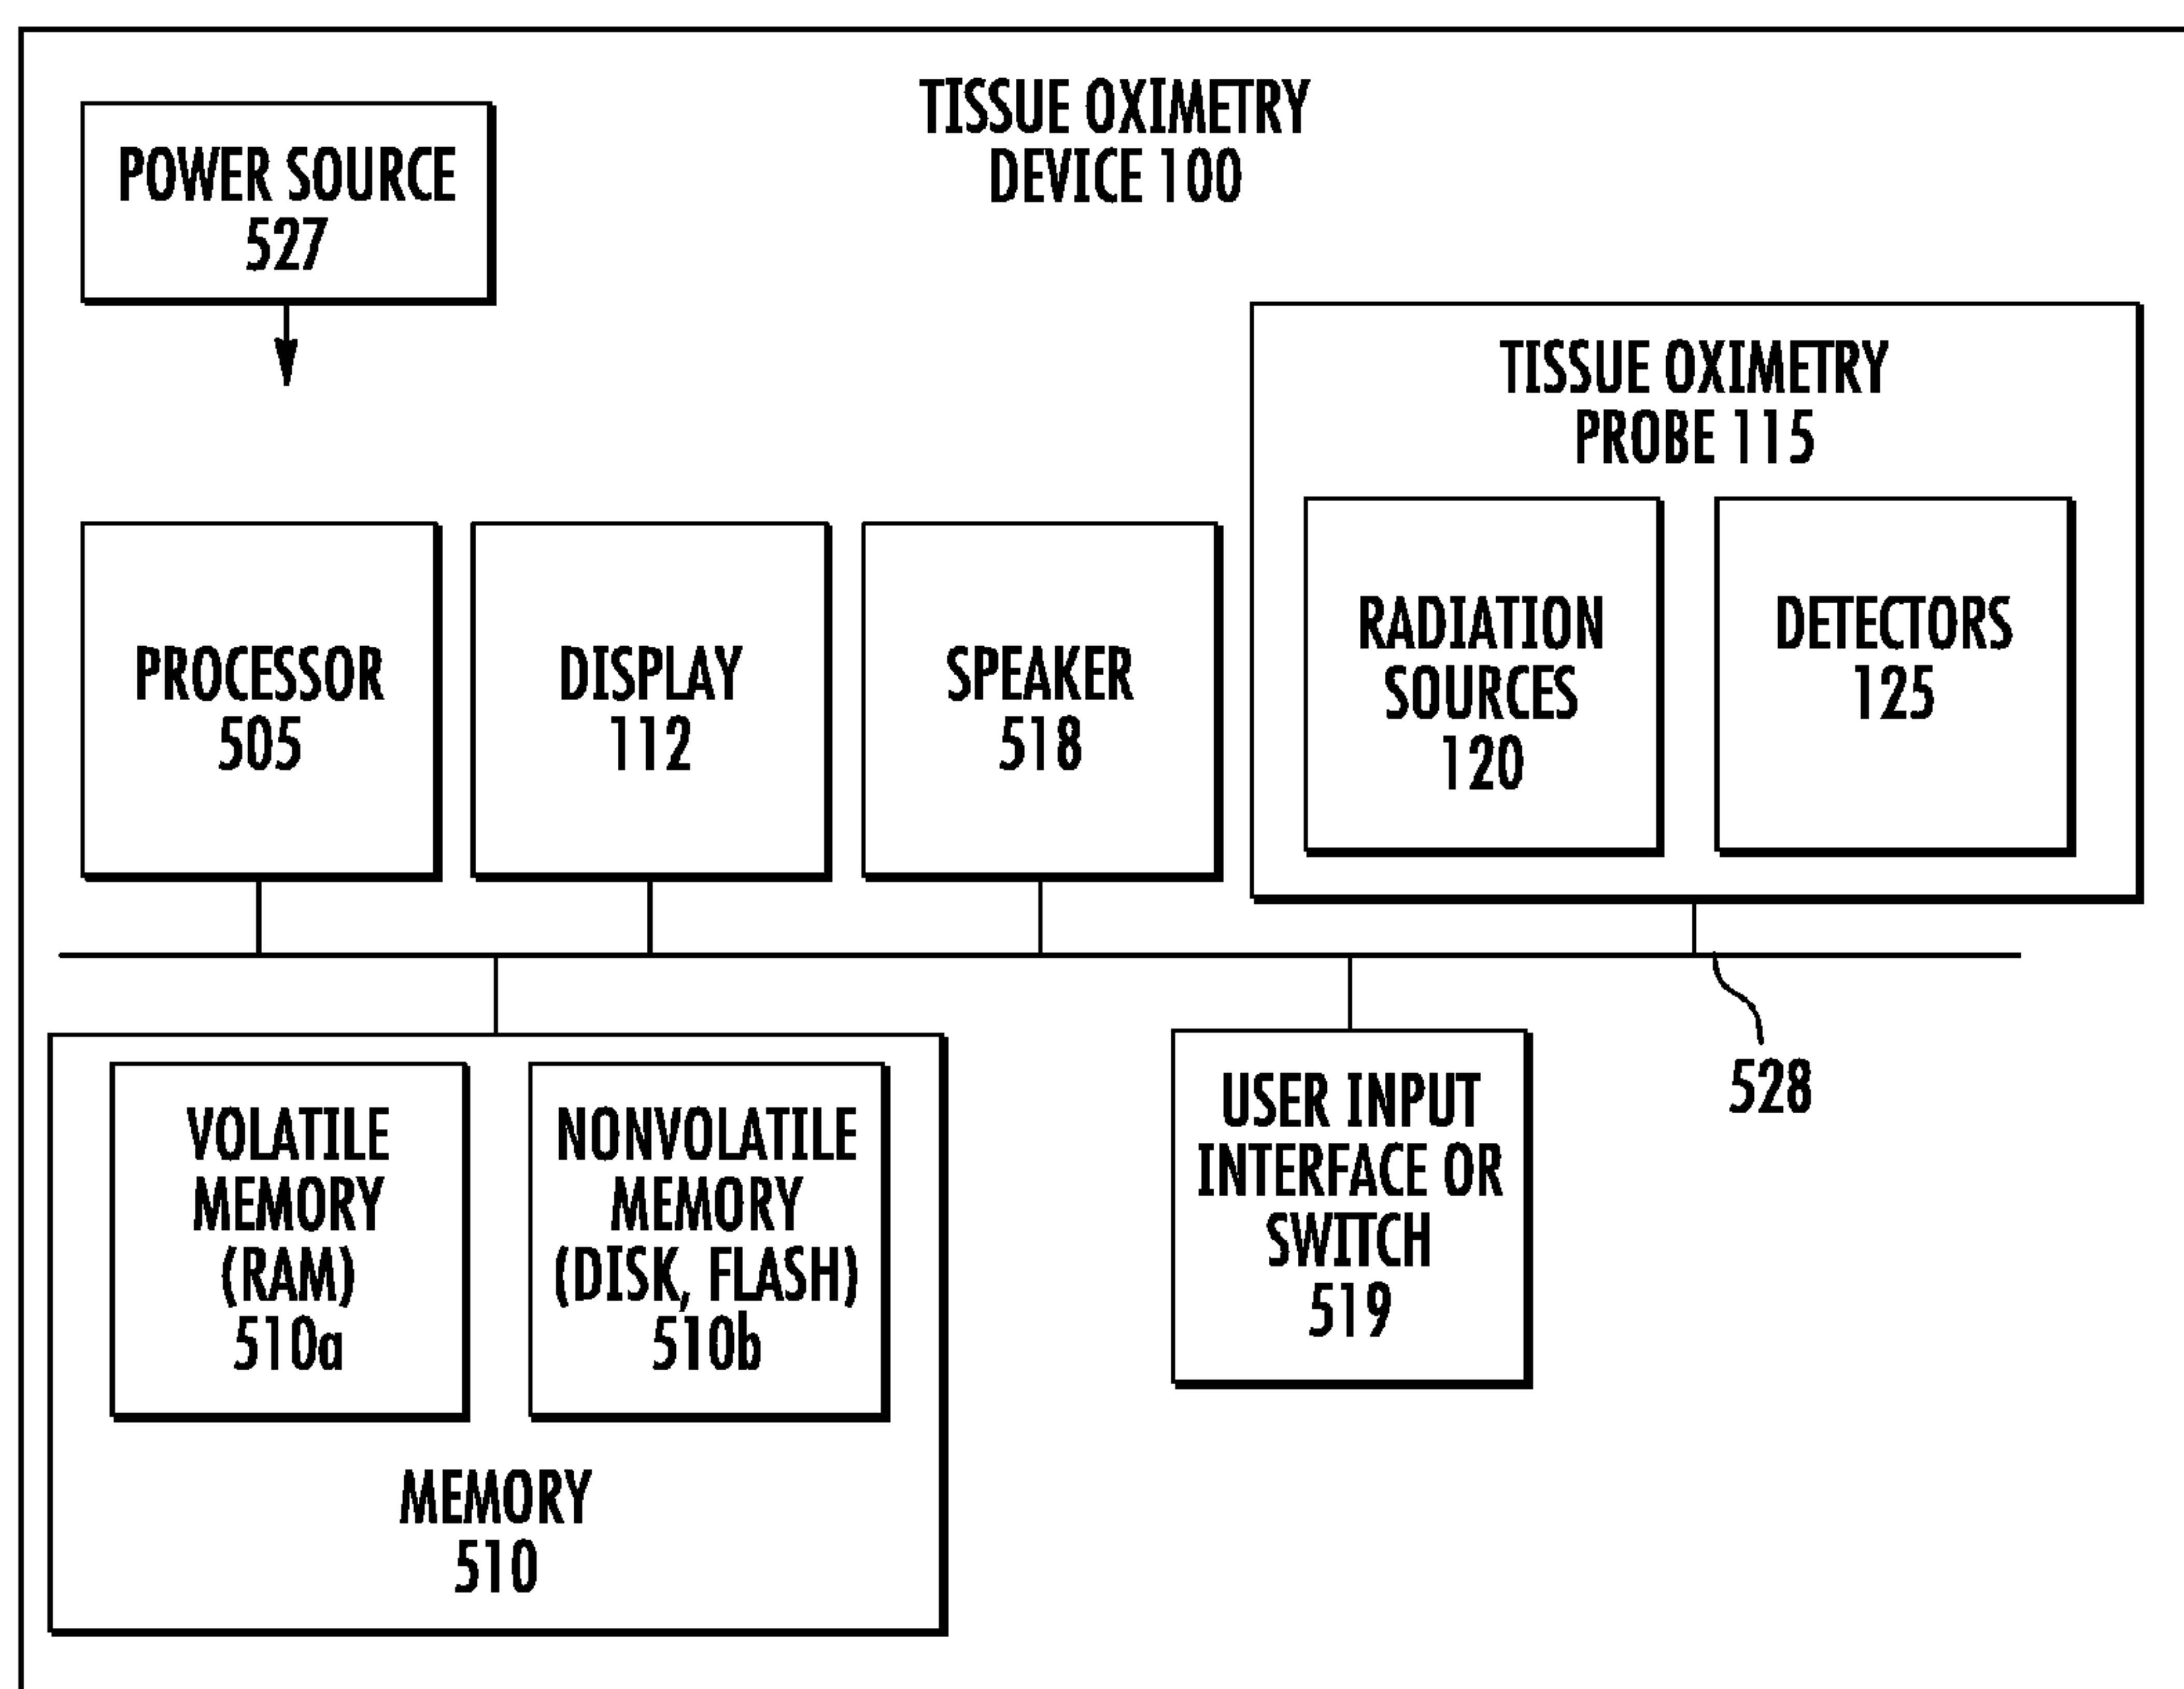 TISSUE OXIMETRY
DEVICE 100
POWER SOURCE
527
TISSUE OXIMETRY
PROBE 115
RADIATION
SOURCES
120
DETECTORS
125
PROCESSOR
505
DISPLAY
112
SPEAKER
518
528
VOLATILE
MEMORY
(RAM)
510a
NONVOLATILE
MEMORY
(DISK, FLASH)
510b
MEMORY
510
USER INPUT
INTERFACE OR
SWITCH
519